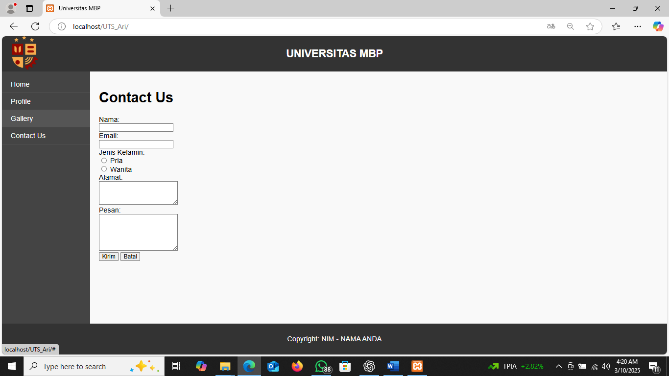 Universitas MBP
localhost/UTS_Ari/
UNIVERSITAS MBP
Home
Profile
Gallery
Contact Us
Contact Us
Nama:
Email:
Jenis Kelamin:
Pria
Wanita
Alamat:
Pesan:
Kirim Batal
Copyright: NIM - NAMA ANDA
localhost/UTS_Ari/#
Type here to search
TPIA +2.02%
4:20 AM
3/10/2025